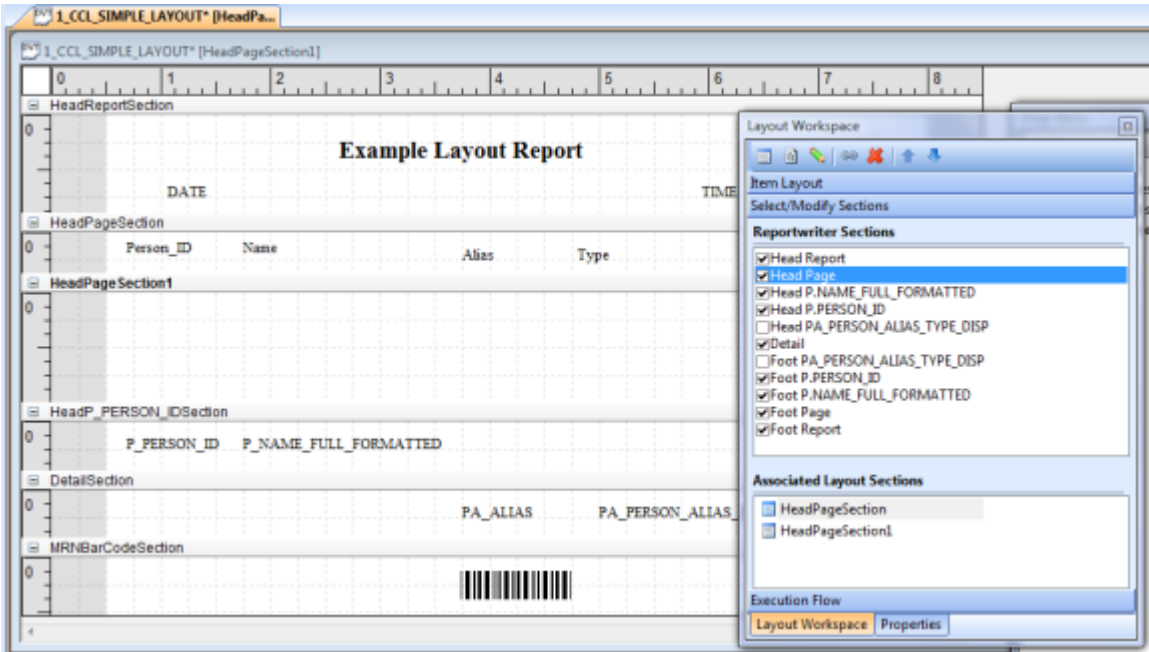 1_CCL_SIMPLE_LAYOUT* [HeadPa...
1_CCL_SIMPLE_LAYOUT* [HeadPageSection1]
0 1 2 3 4 5 6 7 8
HeadReportSection
0
Example Layout Report
DATE TIME
HeadPageSection
0
Person_ID Name Alias Type
HeadPageSection1
0
HeadP_PERSON_IDSection
0
P_PERSON_ID P_NAME_FULL_FORMATTED
DetailSection
0
PA_ALIAS PA_PERSON_ALIAS_
MRNBarCodeSection
0
Layout Workspace
Item Layout
Select/Modify Sections
Reportwriter Sections
Head Report
Head Page
Head P.NAME_FULL_FORMATTED
Head P.PERSON_ID
Head PA_PERSON_ALIAS_TYPE_DISP
Detail
Foot PA_PERSON_ALIAS_TYPE_DISP
Foot P.PERSON_ID
Foot P.NAME_FULL_FORMATTED
Foot Page
Foot Report
Associated Layout Sections
HeadPageSection
HeadPageSection1
Execution Flow
Layout Workspace Properties